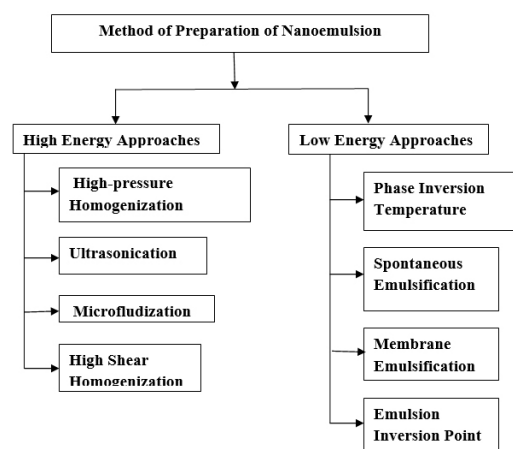 Method of Preparation of Nanoemulsion
High Energy Approaches
Low Energy Approaches
High-pressure
Homogenization
Ultrasonication
Microfludization
High Shear
Homogenization
Phase Inversion
Temperature
Spontaneous
Emulsification
Membrane
Emulsification
Emulsion
Inversion Point